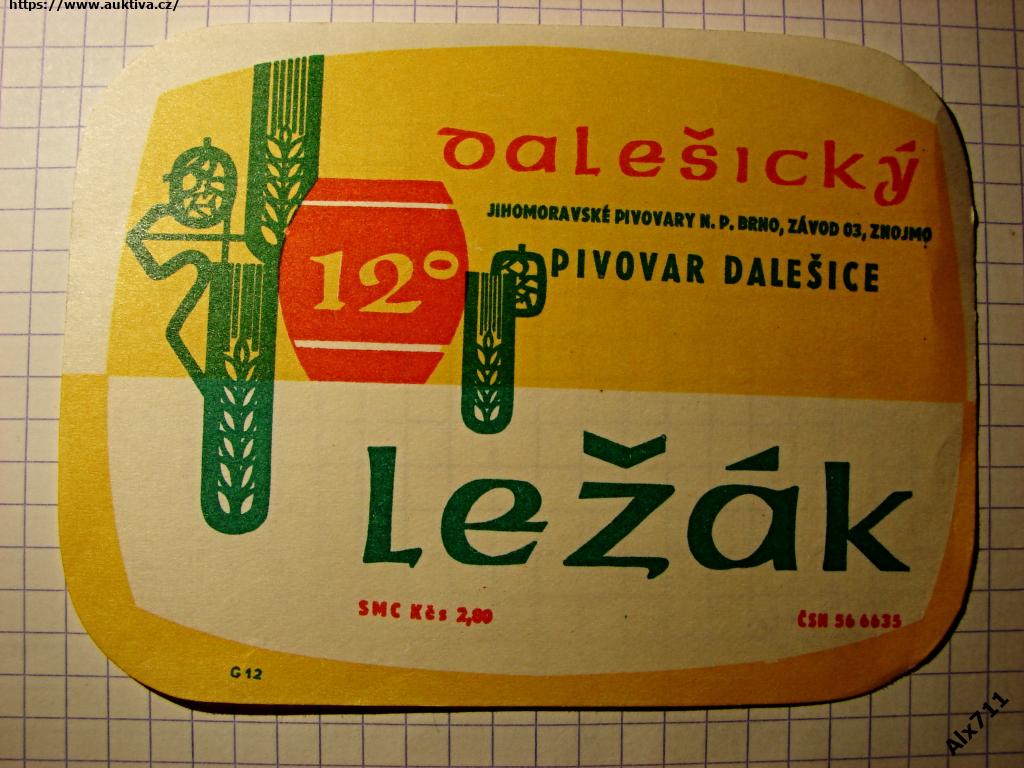 https://www.auktiva.cz/
dalešický
JIHOMORAVSKÉ PIVOVARY N. P. BRNO, ZÁVOD 03, ZNOJMO
12°
PIVOVAR DALEŠICE
Ležák
SMC Kčs 2,80
ČSN 56 6635
G 12
Alx711